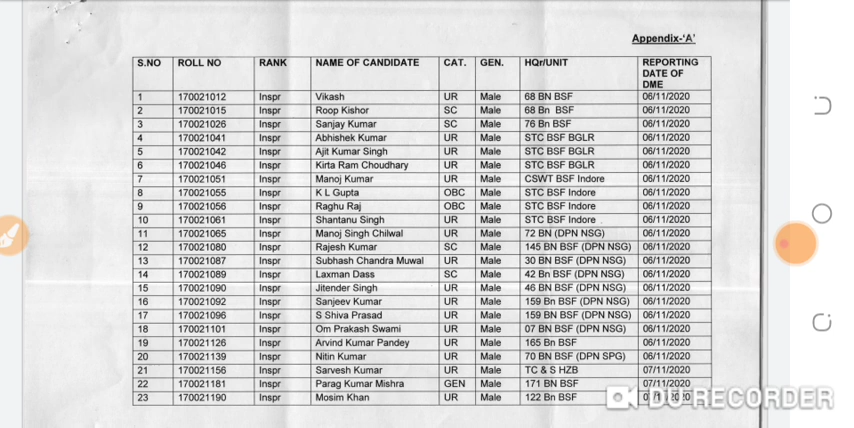 Appendix-'A'
S.NO ROLL NO RANK NAME OF CANDIDATE CAT. GEN. HQr/UNIT REPORTING
DATE OF
DME
1 170021012 Inspr Vikash UR Male 68 BN BSF 06/11/2020
2 170021015 Inspr Roop Kishor SC Male 68 Bn BSF 06/11/2020
3 170021026 Inspr Sanjay Kumar SC Male 76 Bn BSF 06/11/2020
4 170021041 Inspr Abhishek Kumar UR Male STC BSF BGLR 06/11/2020
5 170021042 Inspr Ajit Kumar Singh UR Male STC BSF BGLR 06/11/2020
6 170021046 Inspr Kirta Ram Choudhary UR Male STC BSF BGLR 06/11/2020
7 170021051 Inspr Manoj Kumar UR Male CSWT BSF Indore 06/11/2020
8 170021055 Inspr K L Gupta OBC Male STC BSF Indore 06/11/2020
9 170021056 Inspr Raghu Raj OBC Male STC BSF Indore 06/11/2020
10 170021061 Inspr Shantanu Singh UR Male STC BSF Indore 06/11/2020
11 170021065 Inspr Manoj Singh Chilwal UR Male 72 BN (DPN NSG) 06/11/2020
12 170021080 Inspr Rajesh Kumar SC Male 145 BN BSF (DPN NSG) 06/11/2020
13 170021087 Inspr Subhash Chandra Muwal UR Male 30 BN BSF (DPN NSG) 06/11/2020
14 170021089 Inspr Laxman Dass SC Male 42 Bn BSF (DPN NSG) 06/11/2020
15 170021090 Inspr Jitender Singh UR Male 46 BN BSF (DPN NSG) 06/11/2020
16 170021092 Inspr Sanjeev Kumar UR Male 159 Bn BSF (DPN NSG) 06/11/2020
17 170021096 Inspr S Shiva Prasad UR Male 159 BN BSF (DPN NSG) 06/11/2020
18 170021101 Inspr Om Prakash Swami UR Male 07 BN BSF (DPN NSG) 06/11/2020
19 170021126 Inspr Arvind Kumar Pandey UR Male 165 Bn BSF 06/11/2020
20 170021139 Inspr Nitin Kumar UR Male 70 BN BSF (DPN SPG) 06/11/2020
21 170021156 Inspr Sarvesh Kumar UR Male TC & S HZB 07/11/2020
22 170021181 Inspr Parag Kumar Mishra GEN Male 171 BN BSF 07/11/2020
23 170021190 Inspr Mosim Khan UR Male 122 Bn BSF
DU RECORDER